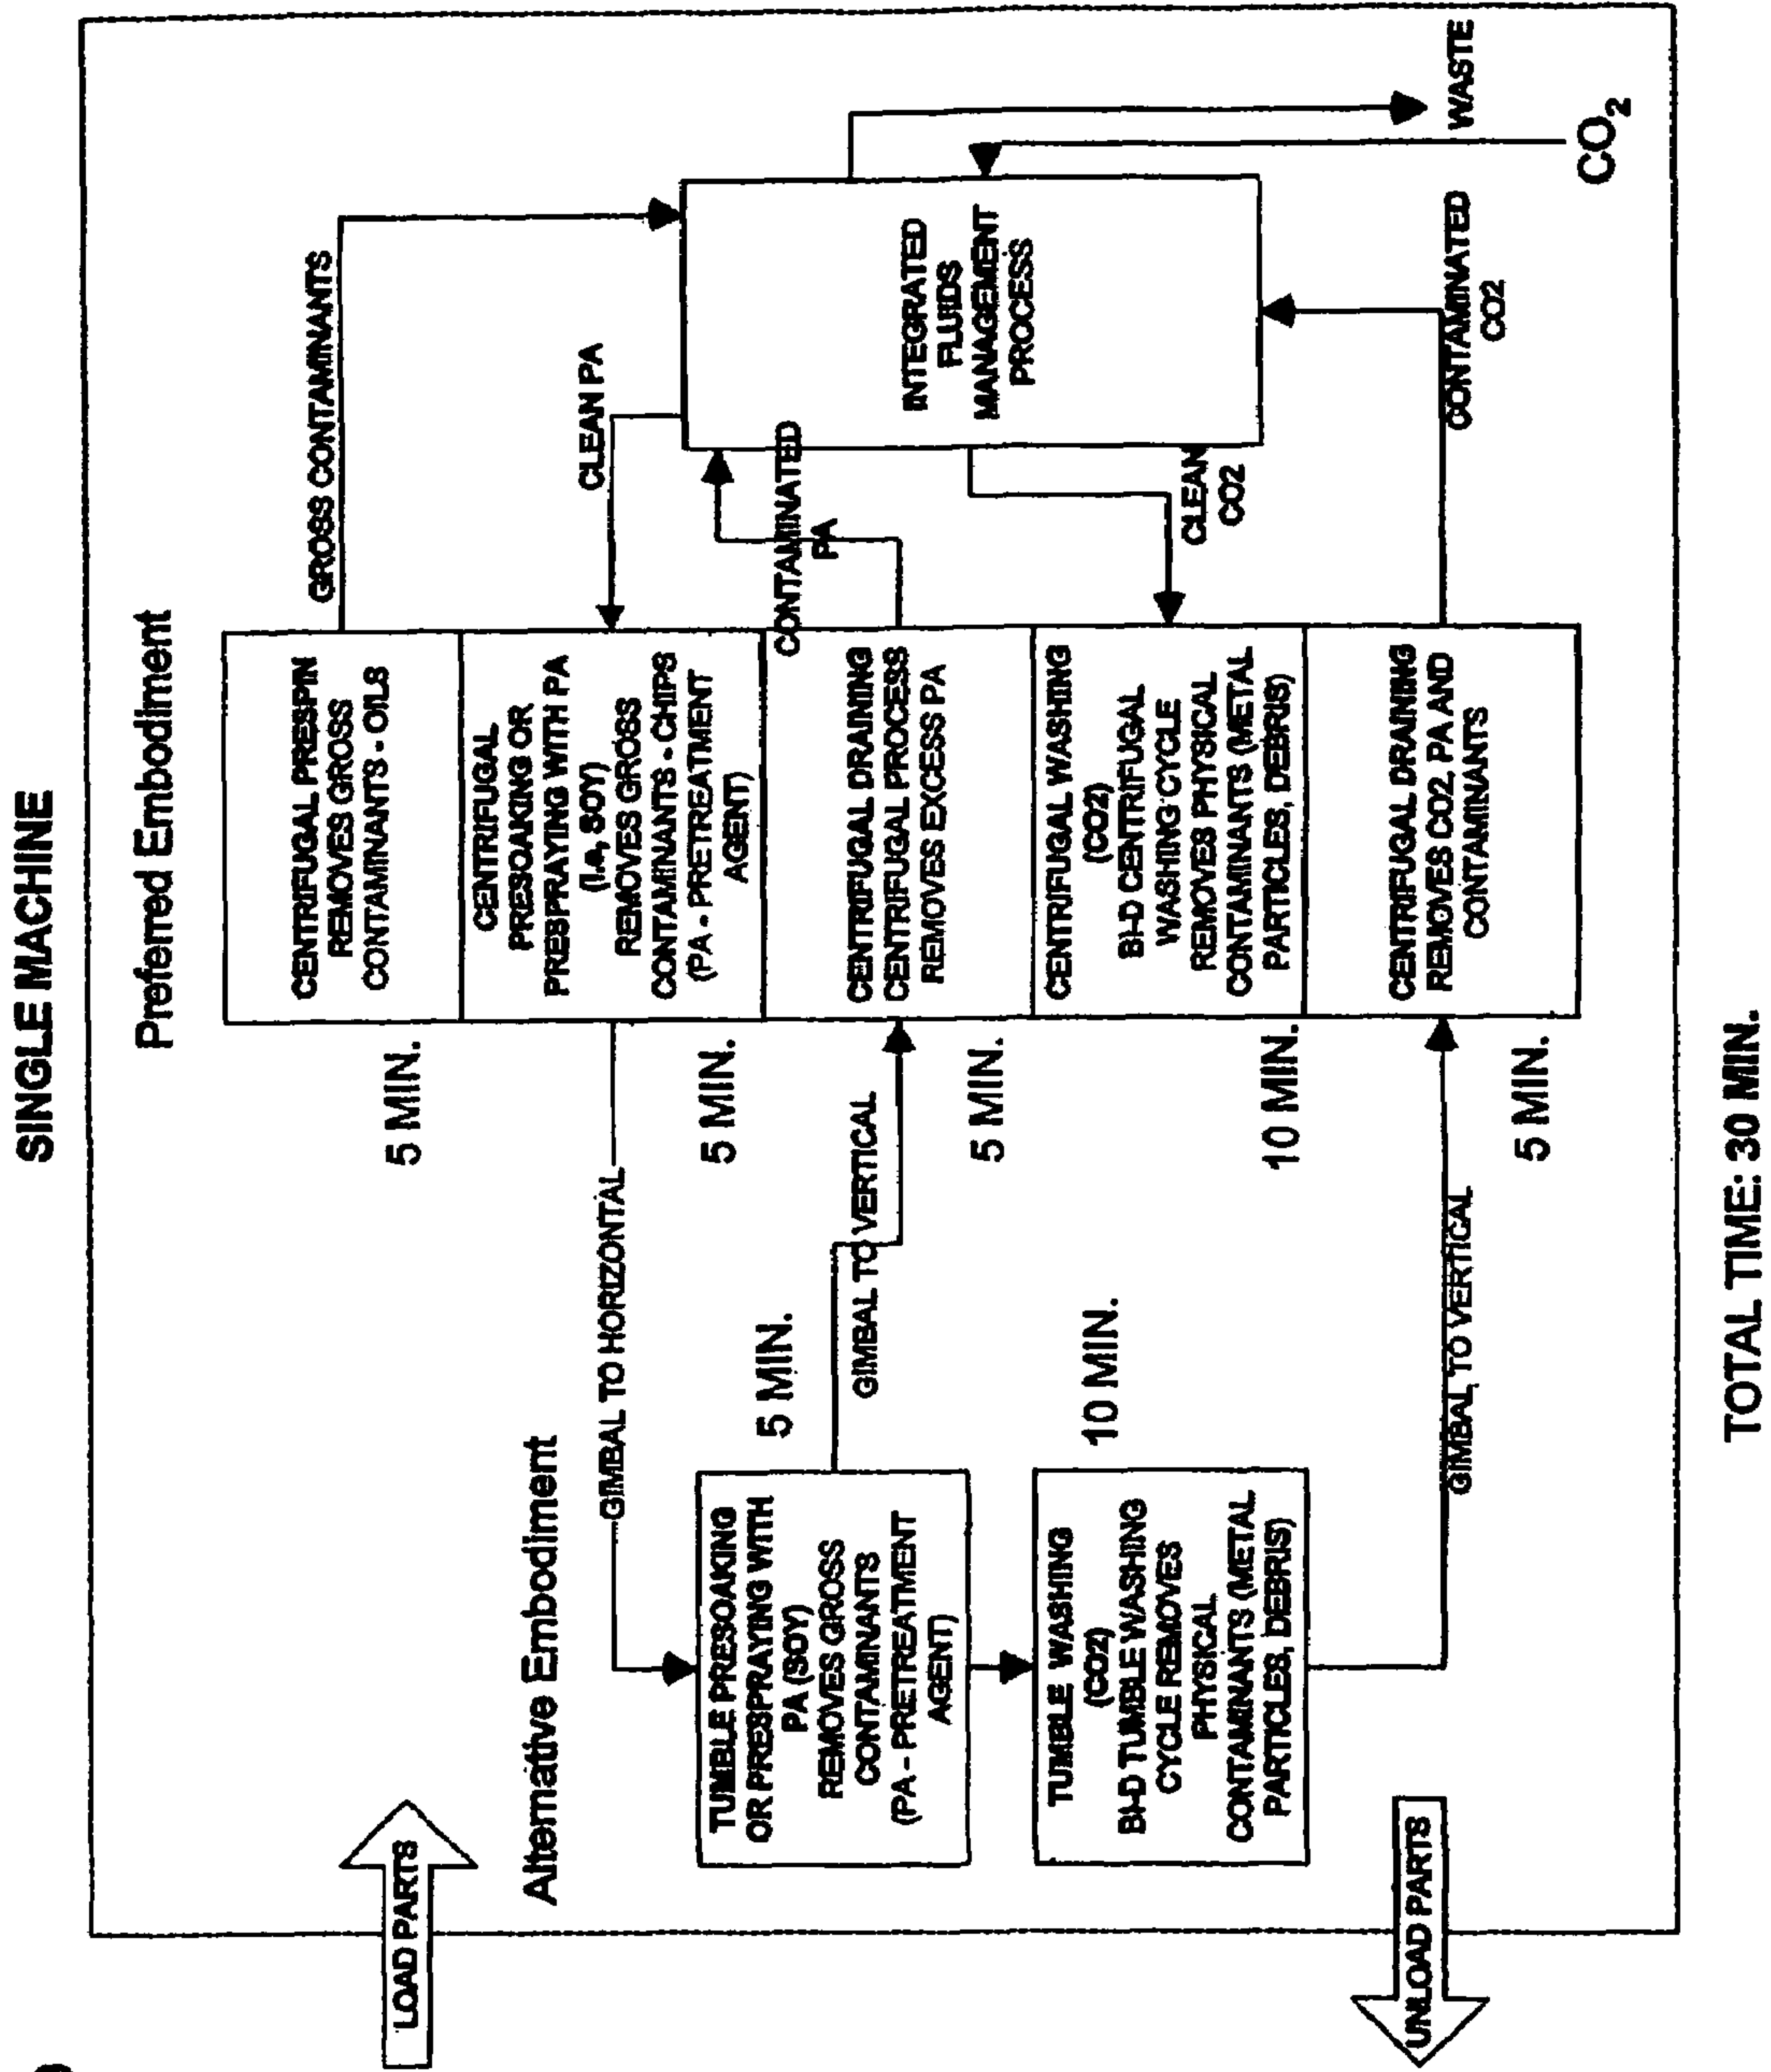 SINGLE MACHINE
Preferred Embodiment
LOAD PARTS
5 MIN.
CENTRIFUGAL PRESPIN
REMOVES GROSS
CONTAMINANTS - OILS
GROSS CONTAMINANTS
Alternative Embodiment
GIMBAL TO HORIZONTAL
5 MIN.
CENTRIFUGAL
PRESOAKING OR
PRESPRAYING WITH PA
(i.e, SOY)
REMOVES GROSS
CONTAMINANTS - CHIPS
(PA - PRETREATMENT
AGENT)
CLEAN PA
TUMBLE PRESOAKING
OR PRESPRAYING WITH
PA (SOY)
REMOVES GROSS
CONTAMINANTS
(PA - PRETREATMENT
AGENT)
5 MIN.
GIMBAL TO VERTICAL
5 MIN.
CENTRIFUGAL DRAINING
CENTRIFUGAL PROCESS
REMOVES EXCESS PA
CONTAMINATED
PA
INTEGRATED
FLUIDS
MANAGEMENT
PROCESS
TUMBLE WASHING
(CO2)
BI-D TUMBLE WASHING
CYCLE REMOVES
PHYSICAL
CONTAMINANTS (METAL
PARTICLES, DEBRIS)
10 MIN.
10 MIN.
CENTRIFUGAL WASHING
(CO2)
BI-D CENTRIFUGAL
WASHING CYCLE
REMOVES PHYSICAL
CONTAMINANTS (METAL
PARTICLES, DEBRIS)
CLEAN
CO2
UNLOAD PARTS
GIMBAL TO VERTICAL
5 MIN.
CENTRIFUGAL DRAINING
REMOVES CO2, PA AND
CONTAMINANTS
CONTAMINATED
CO2
WASTE
CO₂
TOTAL TIME: 30 MIN.